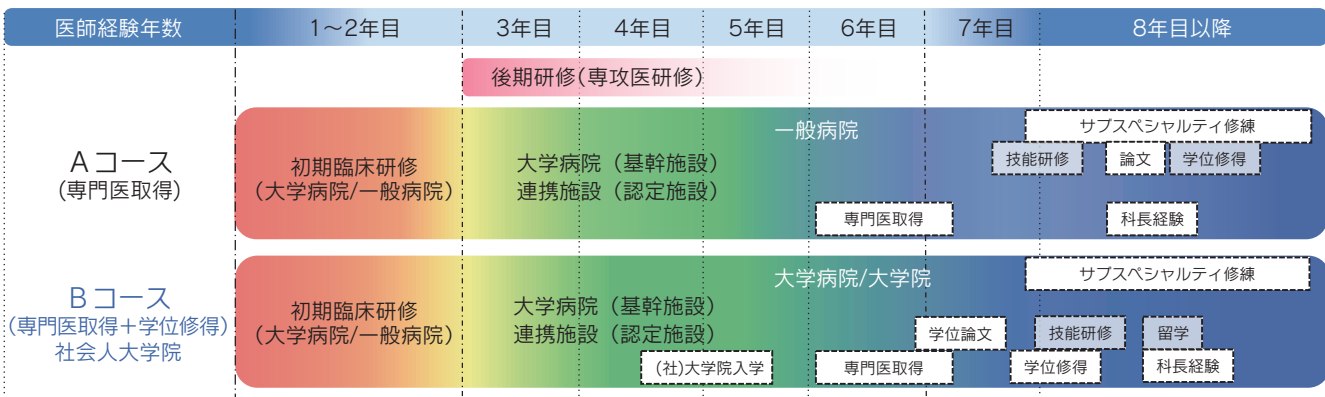 医師経験年数
1〜2年目
3年目
4年目
5年目
6年目
7年目
8年目以降
後期研修(専攻医研修)
Aコース
(専門医取得)
初期臨床研修
(大学病院/一般病院)
大学病院（基幹施設）
連携施設（認定施設）
一般病院
サブスペシャルティ修練
技能研修
論文
学位修得
専門医取得
科長経験
Bコース
(専門医取得＋学位修得)
社会人大学院
初期臨床研修
(大学病院/一般病院)
大学病院（基幹施設）
連携施設（認定施設）
大学病院/大学院
サブスペシャルティ修練
学位論文
技能研修
留学
(社)大学院入学
専門医取得
学位修得
科長経験